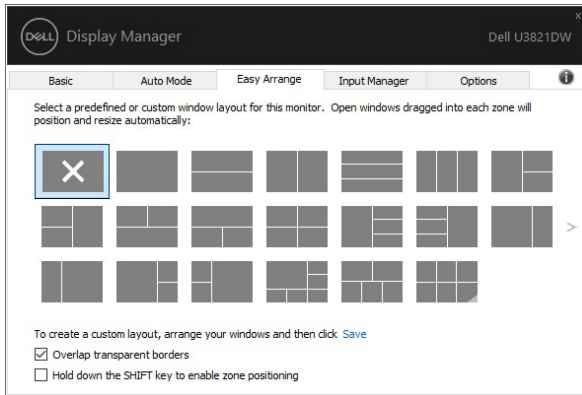 x
DELL Display Manager
Dell U3821DW
Basic Auto Mode Easy Arrange Input Manager Options i
Select a predefined or custom window layout for this monitor. Open windows dragged into each zone will
position and resize automatically:
>
To create a custom layout, arrange your windows and then click Save
Overlap transparent borders
Hold down the SHIFT key to enable zone positioning